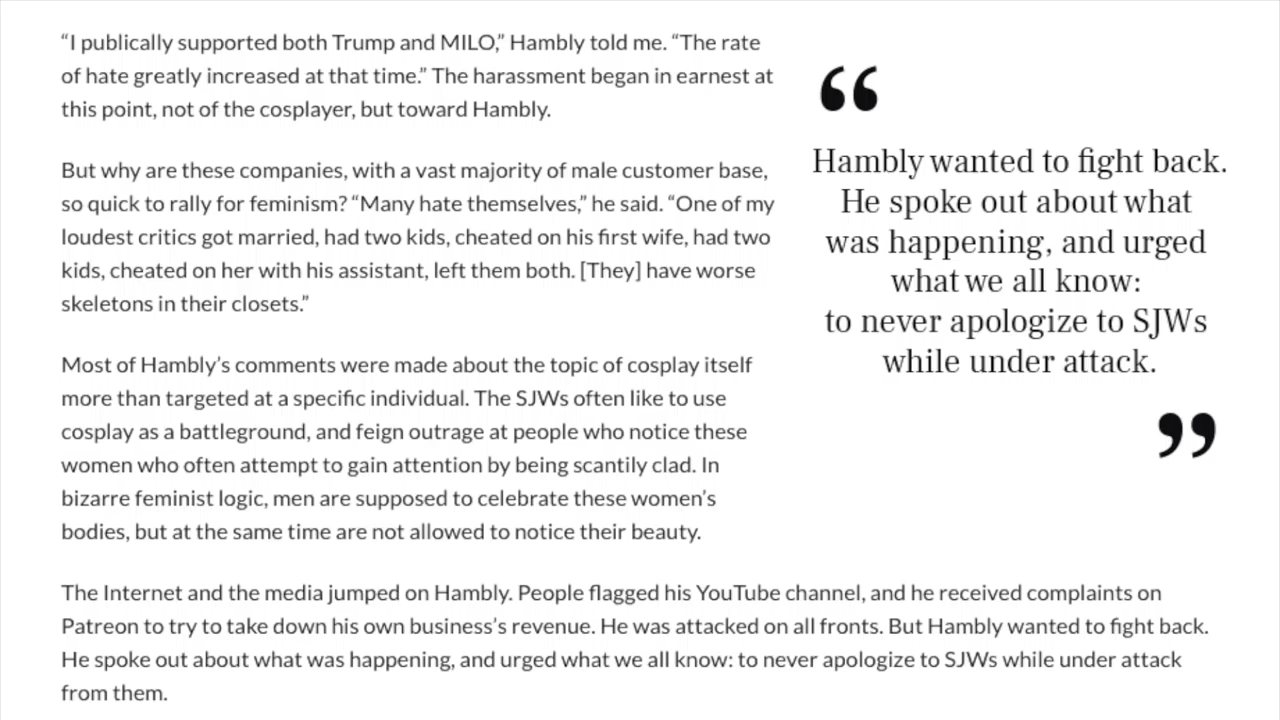 “I publically supported both Trump and MILO,” Hambly told me. “The rate
of hate greatly increased at that time.” The harassment began in earnest at
this point, not of the cosplayer, but toward Hambly.
But why are these companies, with a vast majority of male customer base,
so quick to rally for feminism? “Many hate themselves,” he said. “One of my
loudest critics got married, had two kids, cheated on his first wife, had two
kids, cheated on her with his assistant, left them both. [They] have worse
skeletons in their closets.”
Most of Hambly’s comments were made about the topic of cosplay itself
more than targeted at a specific individual. The SJWs often like to use
cosplay as a battleground, and feign outrage at people who notice these
women who often attempt to gain attention by being scantily clad. In
bizarre feminist logic, men are supposed to celebrate these women’s
bodies, but at the same time are not allowed to notice their beauty.
“
Hambly wanted to fight back.
He spoke out about what
was happening, and urged
what we all know:
to never apologize to SJWs
while under attack.
”
The Internet and the media jumped on Hambly. People flagged his YouTube channel, and he received complaints on
Patreon to try to take down his own business’s revenue. He was attacked on all fronts. But Hambly wanted to fight back.
He spoke out about what was happening, and urged what we all know: to never apologize to SJWs while under attack
from them.